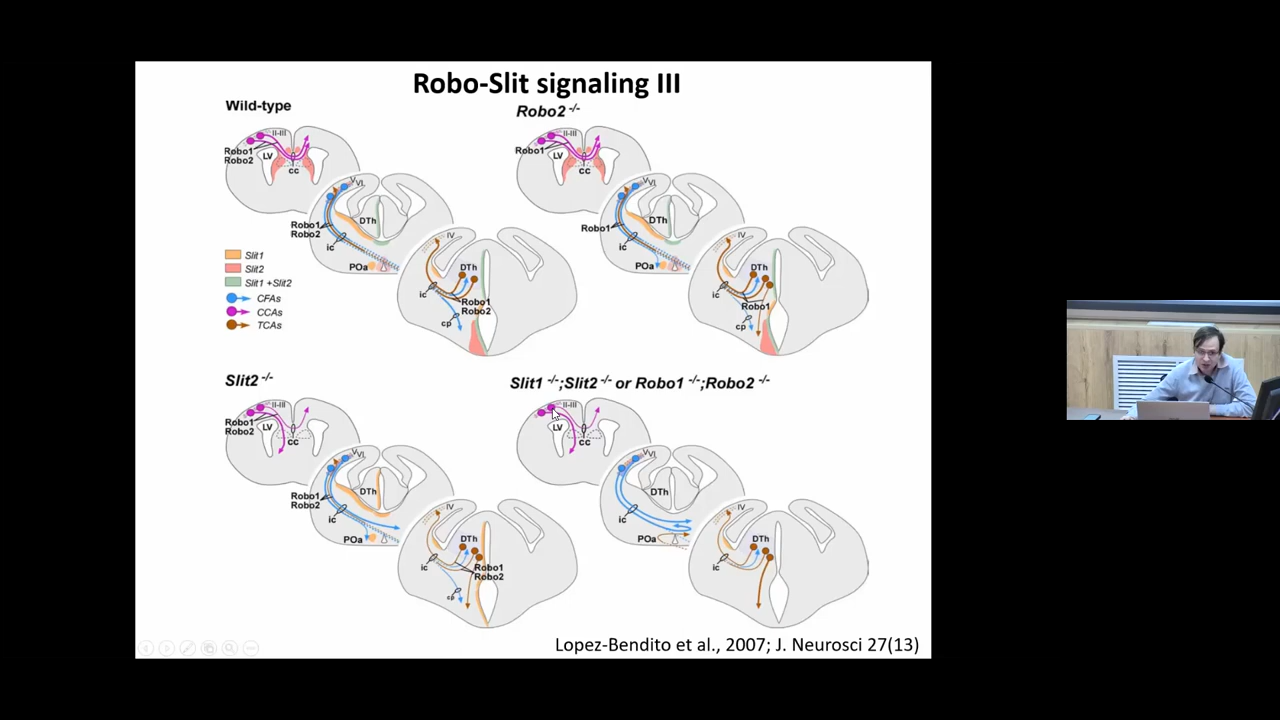 Robo-Slit signaling III
Wild-type
II-III
Robo1
Robo2
LV
cc
V
VI
DTh
Robo1
Robo2
ic
POa
IV
DTh
ic
Robo1
Robo2
cp
Slit1
Slit2
Slit1 +Slit2
CFAs
CCAs
TCAs
Robo2 -/-
II-III
Robo1
LV
cc
V
VI
DTh
Robo1
ic
POa
IV
DTh
ic
Robo1
cp
Slit2 -/-
II-III
Robo1
Robo2
LV
cc
V
VI
DTh
Robo1
Robo2
ic
POa
IV
DTh
ic
Robo1
Robo2
cp
Slit1 -/-;Slit2 -/- or Robo1 -/-;Robo2 -/-
II-III
LV
cc
V
VI
DTh
ic
POa
IV
DTh
ic
Lopez-Bendito et al., 2007; J. Neurosci 27(13)